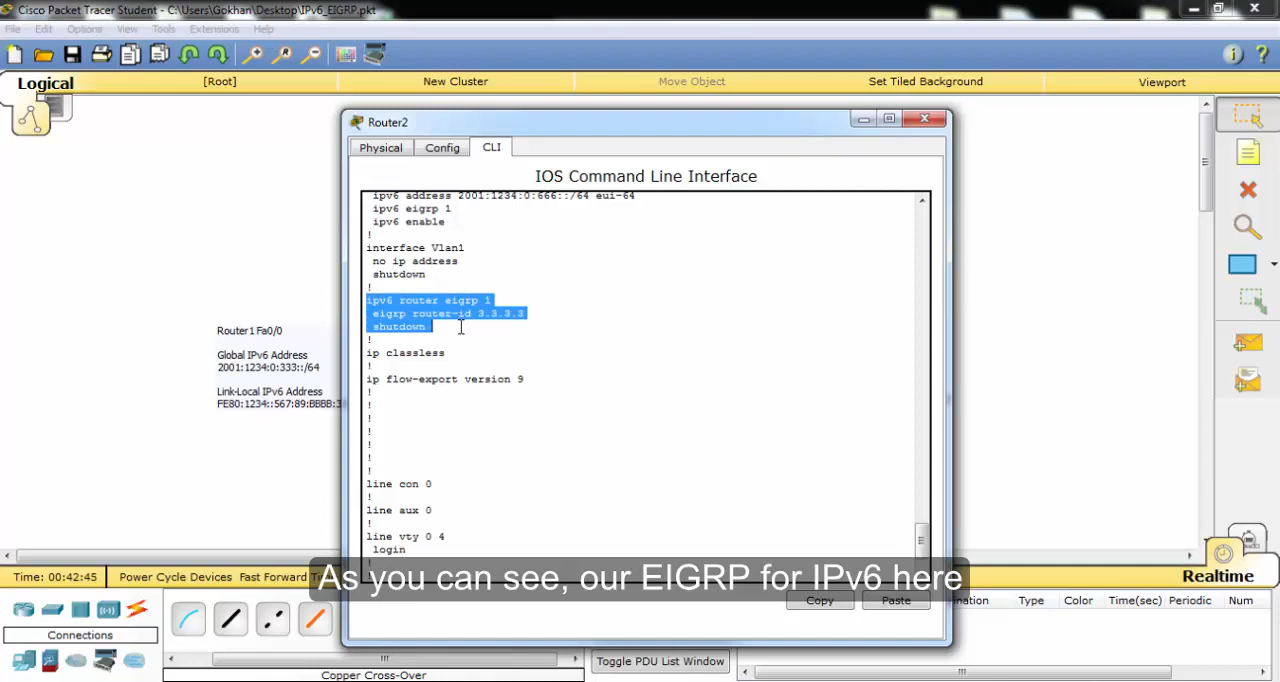 Cisco Packet Tracer Student - C:\Users\Gokhan\Desktop\IPv6_EIGRP.pkt
File Edit Options View Tools Extensions Help
Logical [Root] New Cluster Move Object Set Tiled Background Viewport
Router2
Physical Config CLI
IOS Command Line Interface
ipv6 address 2001:1234:0:666::/64 eui-64
ipv6 eigrp 1
ipv6 enable
!
interface Vlan1
no ip address
shutdown
!
ipv6 router eigrp 1
eigrp router-id 3.3.3.3
shutdown
!
ip classless
!
ip flow-export version 9
!
!
!
!
!
!
!
line con 0
!
line aux 0
!
line vty 0 4
login
!
Router1 Fa0/0
Global IPv6 Address
2001:1234:0:333::/64
Link-Local IPv6 Address
FE80:1234::567:89:BBBB:3
As you can see, our EIGRP for IPv6 here
Copy Paste
Time: 00:42:45 Power Cycle Devices Fast Forward
Realtime
Connections
Type Color Time(sec) Periodic Num
Toggle PDU List Window
Copper Cross-Over